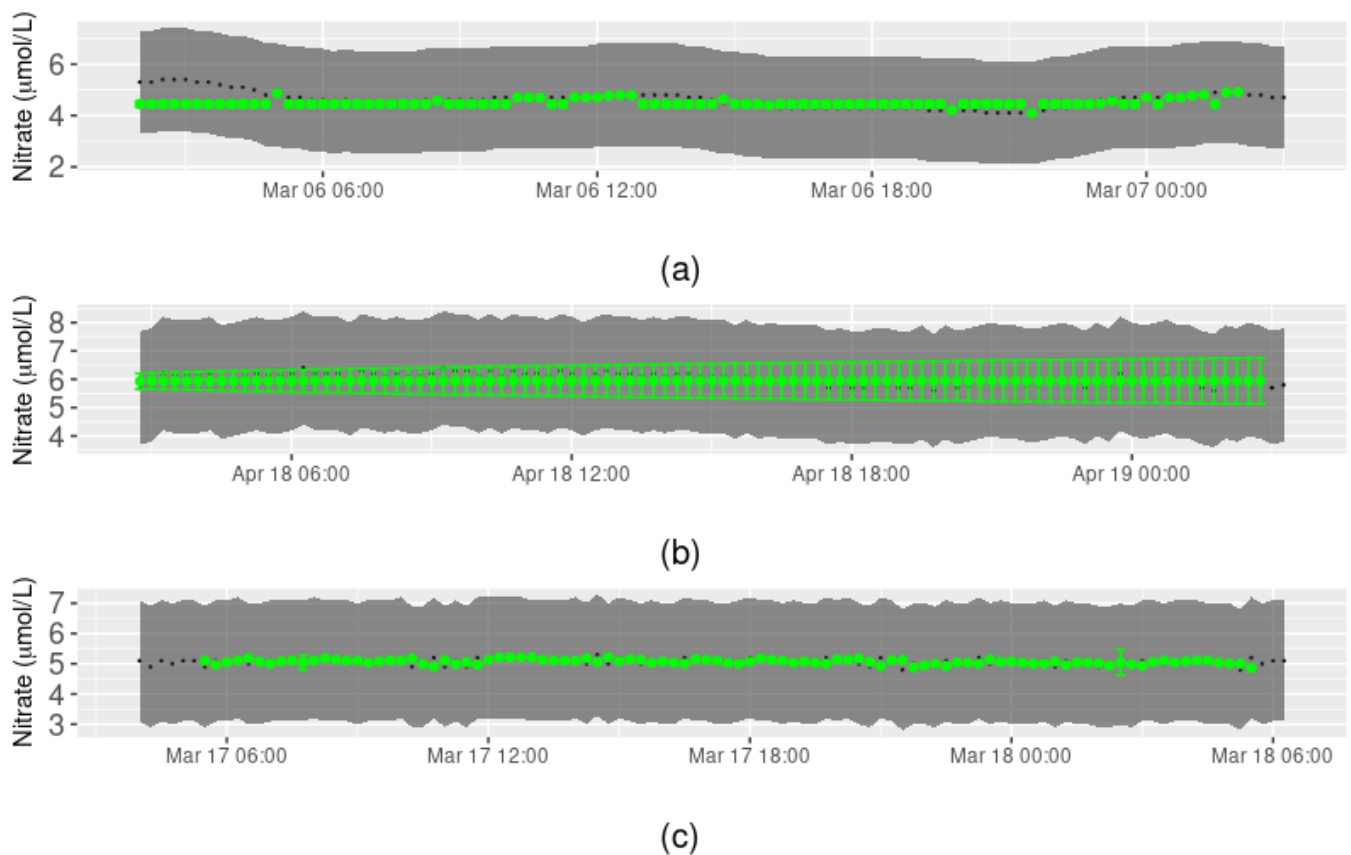 Nitrate (µmol/L)
6
4
2
Mar 06 06:00 Mar 06 12:00 Mar 06 18:00 Mar 07 00:00
(a)
Nitrate (µmol/L)
8
7
6
5
4
Apr 18 06:00 Apr 18 12:00 Apr 18 18:00 Apr 19 00:00
(b)
Nitrate (µmol/L)
7
6
5
4
3
Mar 17 06:00 Mar 17 12:00 Mar 17 18:00 Mar 18 00:00 Mar 18 06:00
(c)